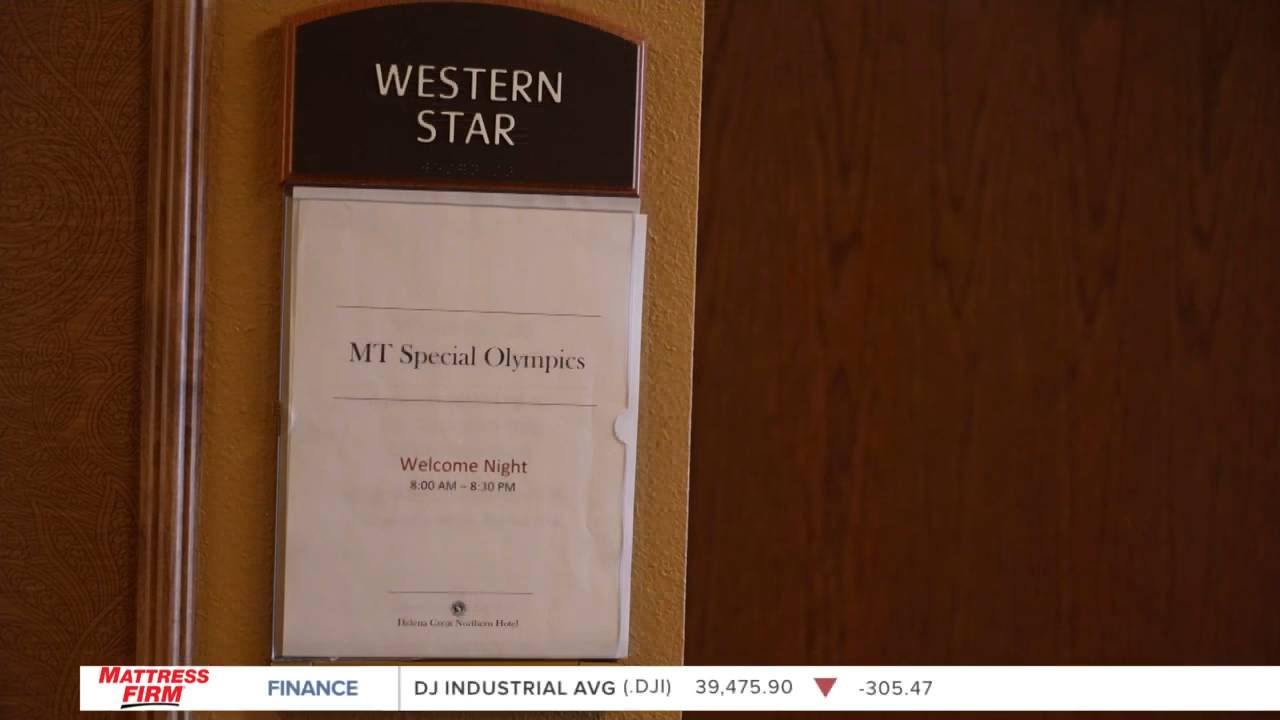 WESTERN
STAR
MT Special Olympics
Welcome Night
8:00 AM – 8:30 PM
Helena Great Northern Hotel
MATTRESS
FIRM
FINANCE
DJ INDUSTRIAL AVG (.DJI) 39,475.90 ▼ -305.47